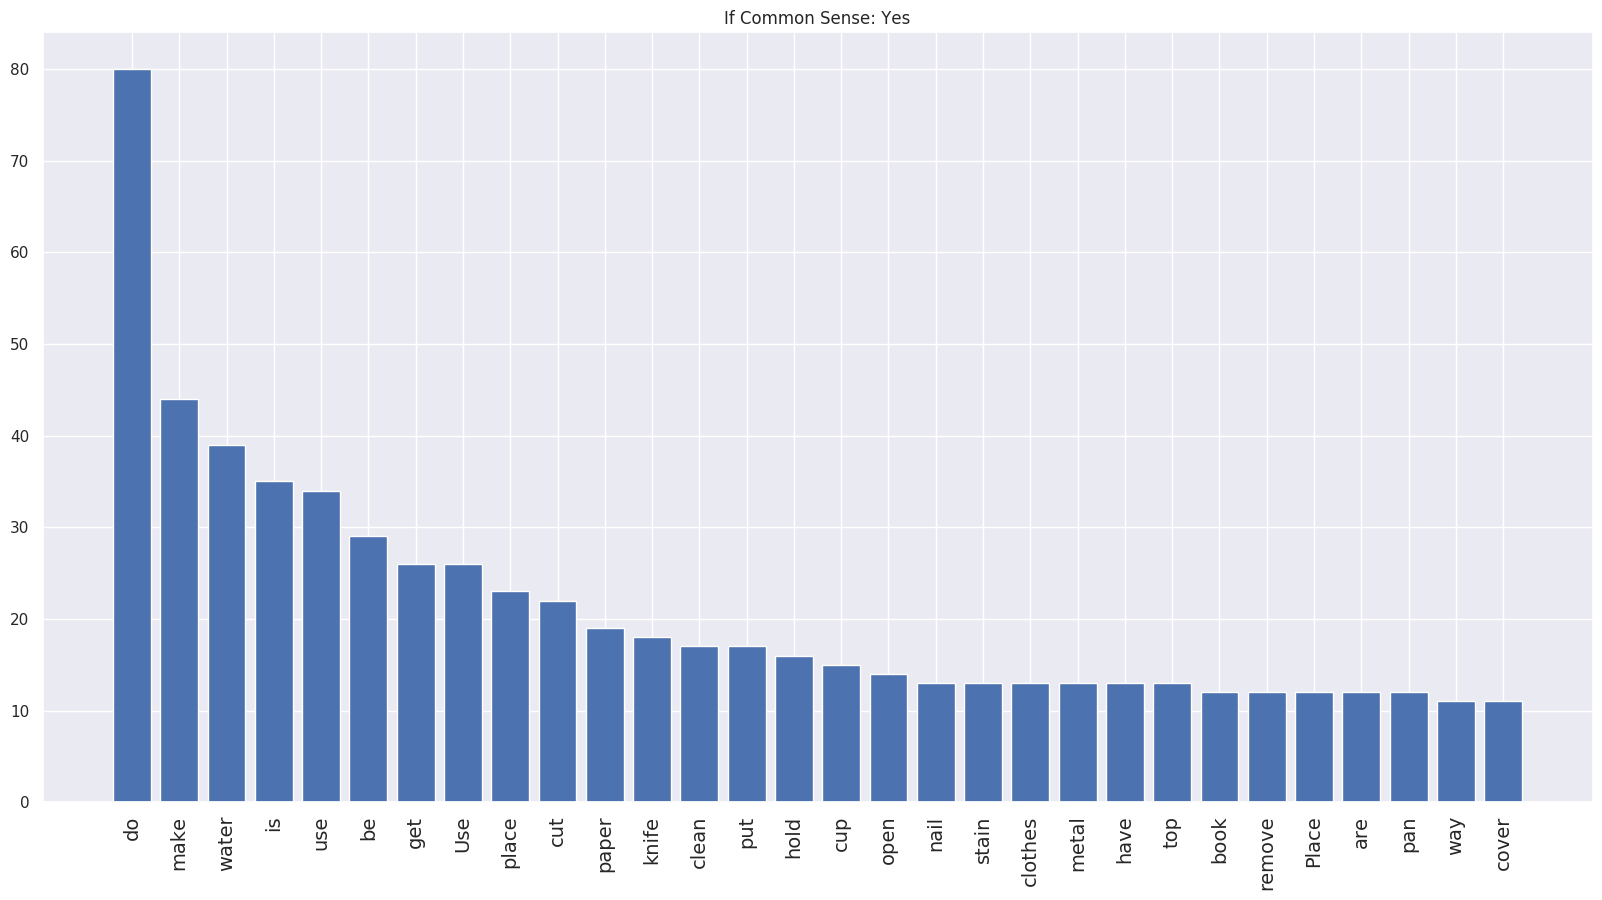 If Common Sense: Yes
80
70
60
50
40
30
20
10
0
do
make
water
is
use
be
get
Use
place
cut
paper
knife
clean
put
hold
cup
open
nail
stain
clothes
metal
have
top
book
remove
Place
are
pan
way
cover